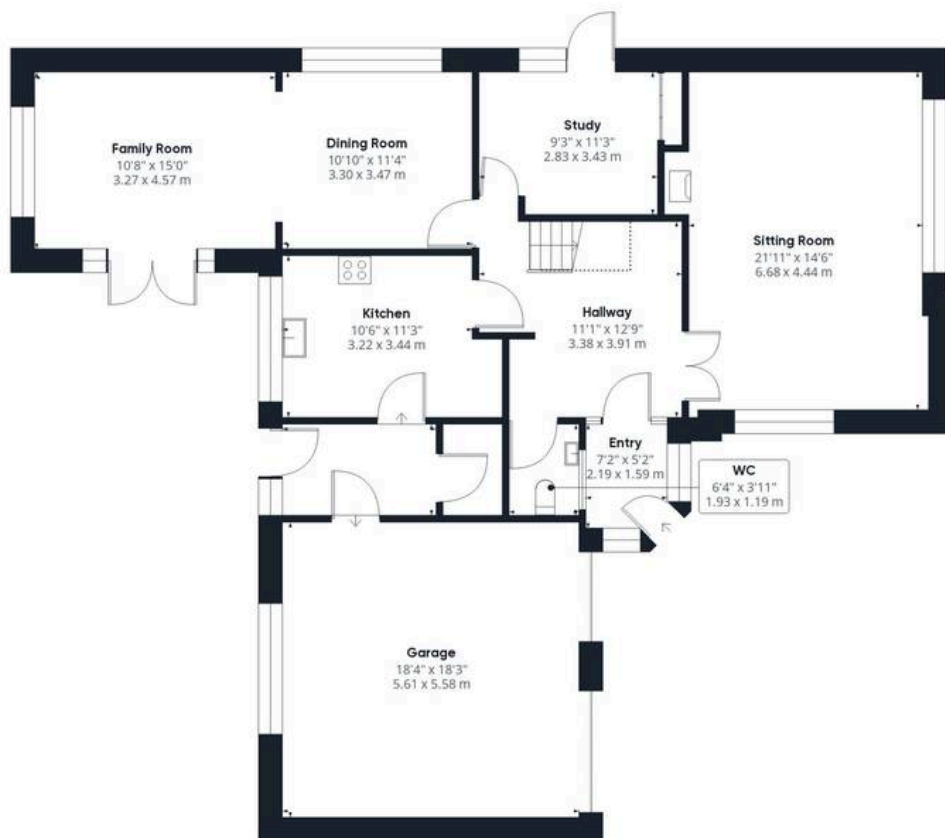 Family Room
10'8" x 15'0"
3.27 x 4.57 m
Dining Room
10'10" x 11'4"
3.30 x 3.47 m
Study
9'3" x 11'3"
2.83 x 3.43 m
Sitting Room
21'11" x 14'6"
6.68 x 4.44 m
Kitchen
10'6" x 11'3"
3.22 x 3.44 m
Hallway
11'1" x 12'9"
3.38 x 3.91 m
Entry
7'2" x 5'2"
2.19 x 1.59 m
WC
6'4" x 3'11"
1.93 x 1.19 m
Garage
18'4" x 18'3"
5.61 x 5.58 m